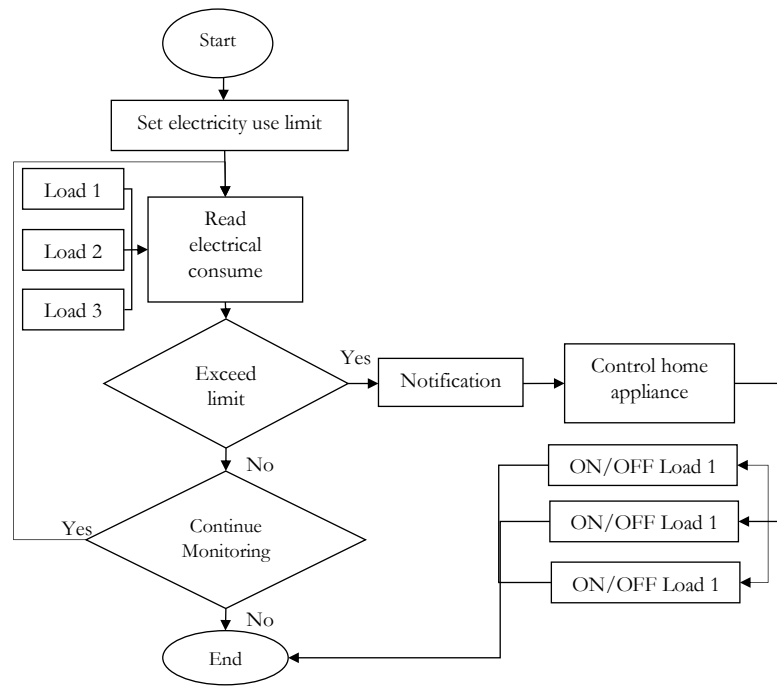 Start
Set electricity use limit
Load 1
Load 2
Load 3
Read
electrical
consume
Exceed
limit
Yes
Notification
Control home
appliance
No
ON/OFF Load 1
ON/OFF Load 1
ON/OFF Load 1
Yes
Continue
Monitoring
No
End